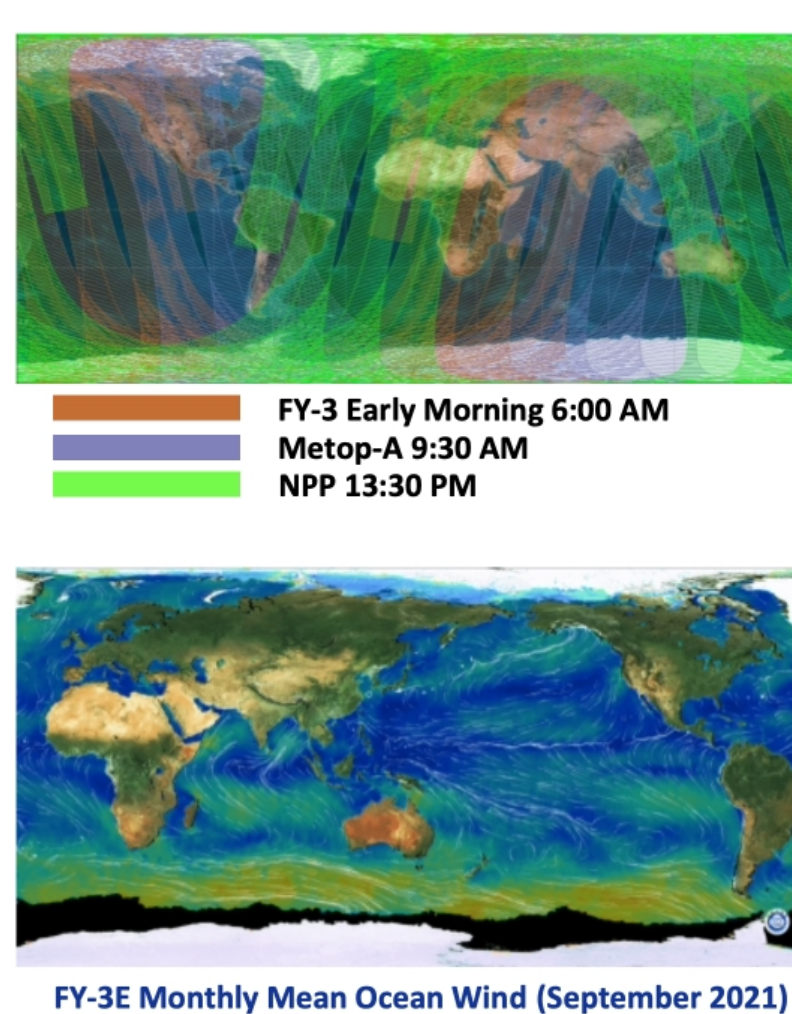 FY-3 Early Morning 6:00 AM
Metop-A 9:30 AM
NPP 13:30 PM
FY-3E Monthly Mean Ocean Wind (September 2021)